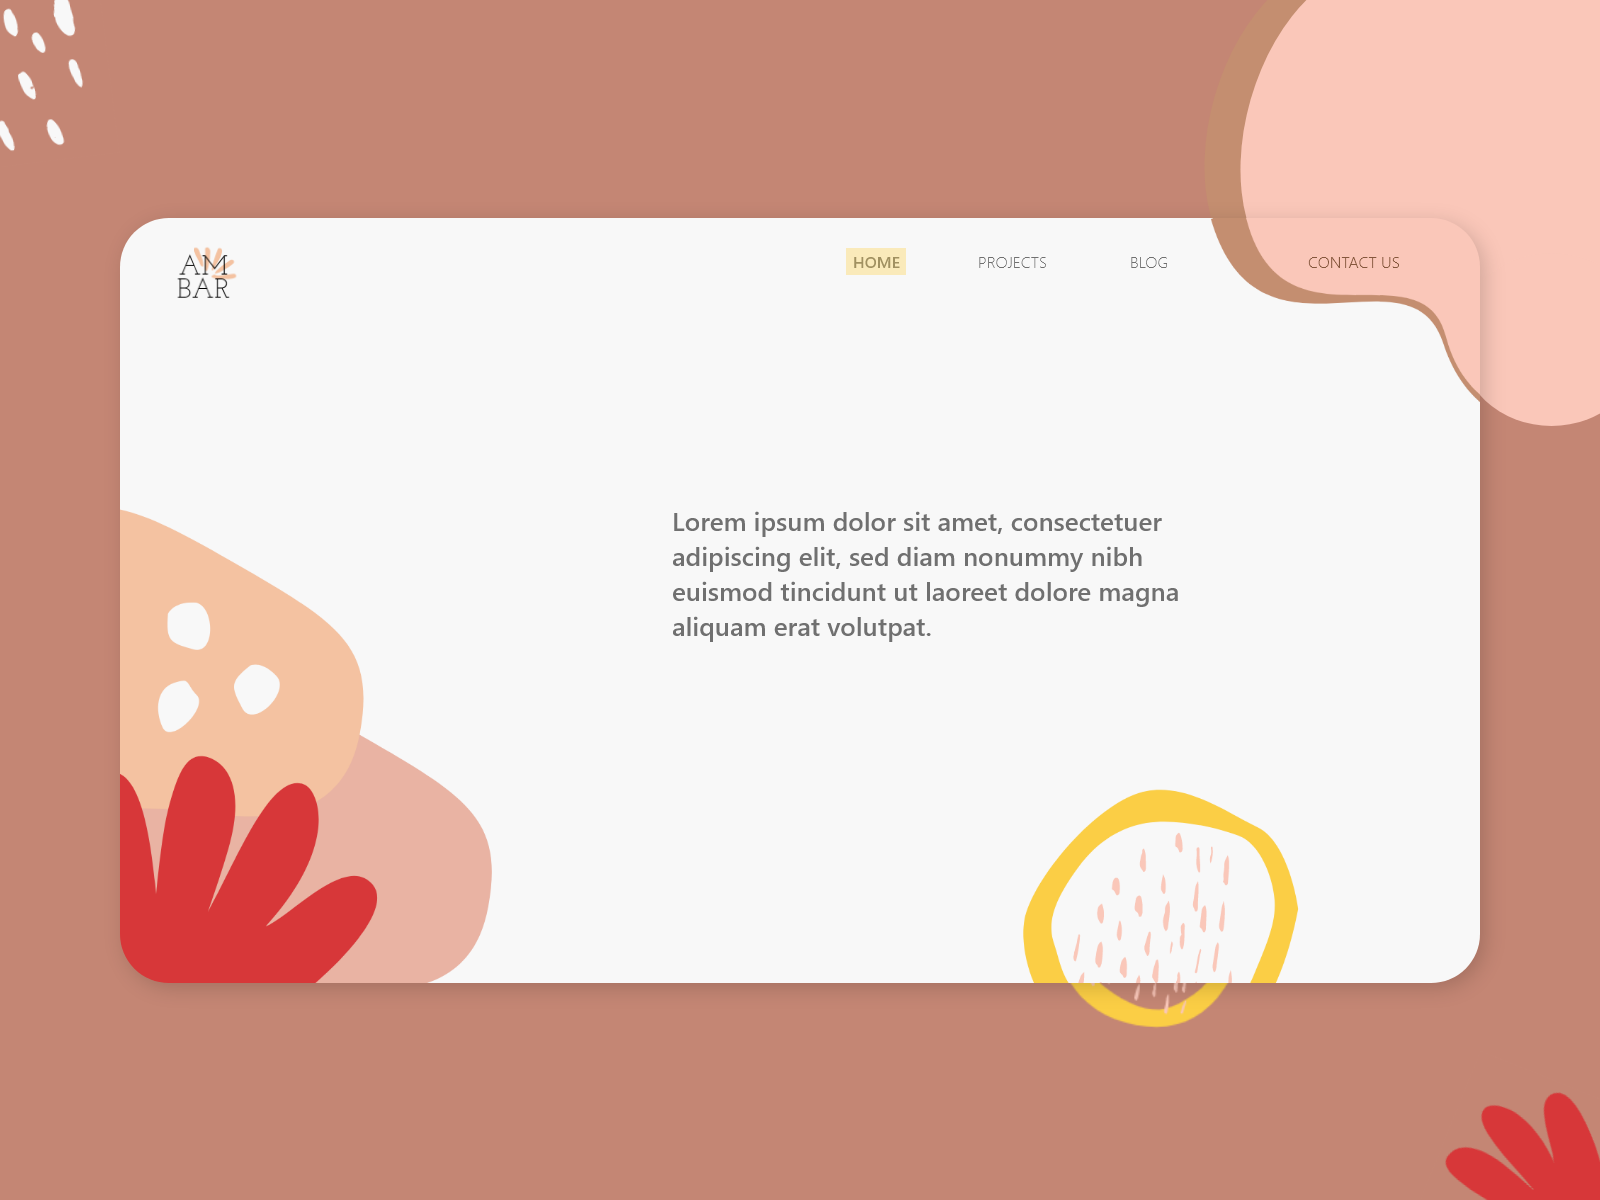 AM
BAR
HOME PROJECTS BLOG CONTACT US
Lorem ipsum dolor sit amet, consectetuer
adipiscing elit, sed diam nonummy nibh
euismod tincidunt ut laoreet dolore magna
aliquam erat volutpat.